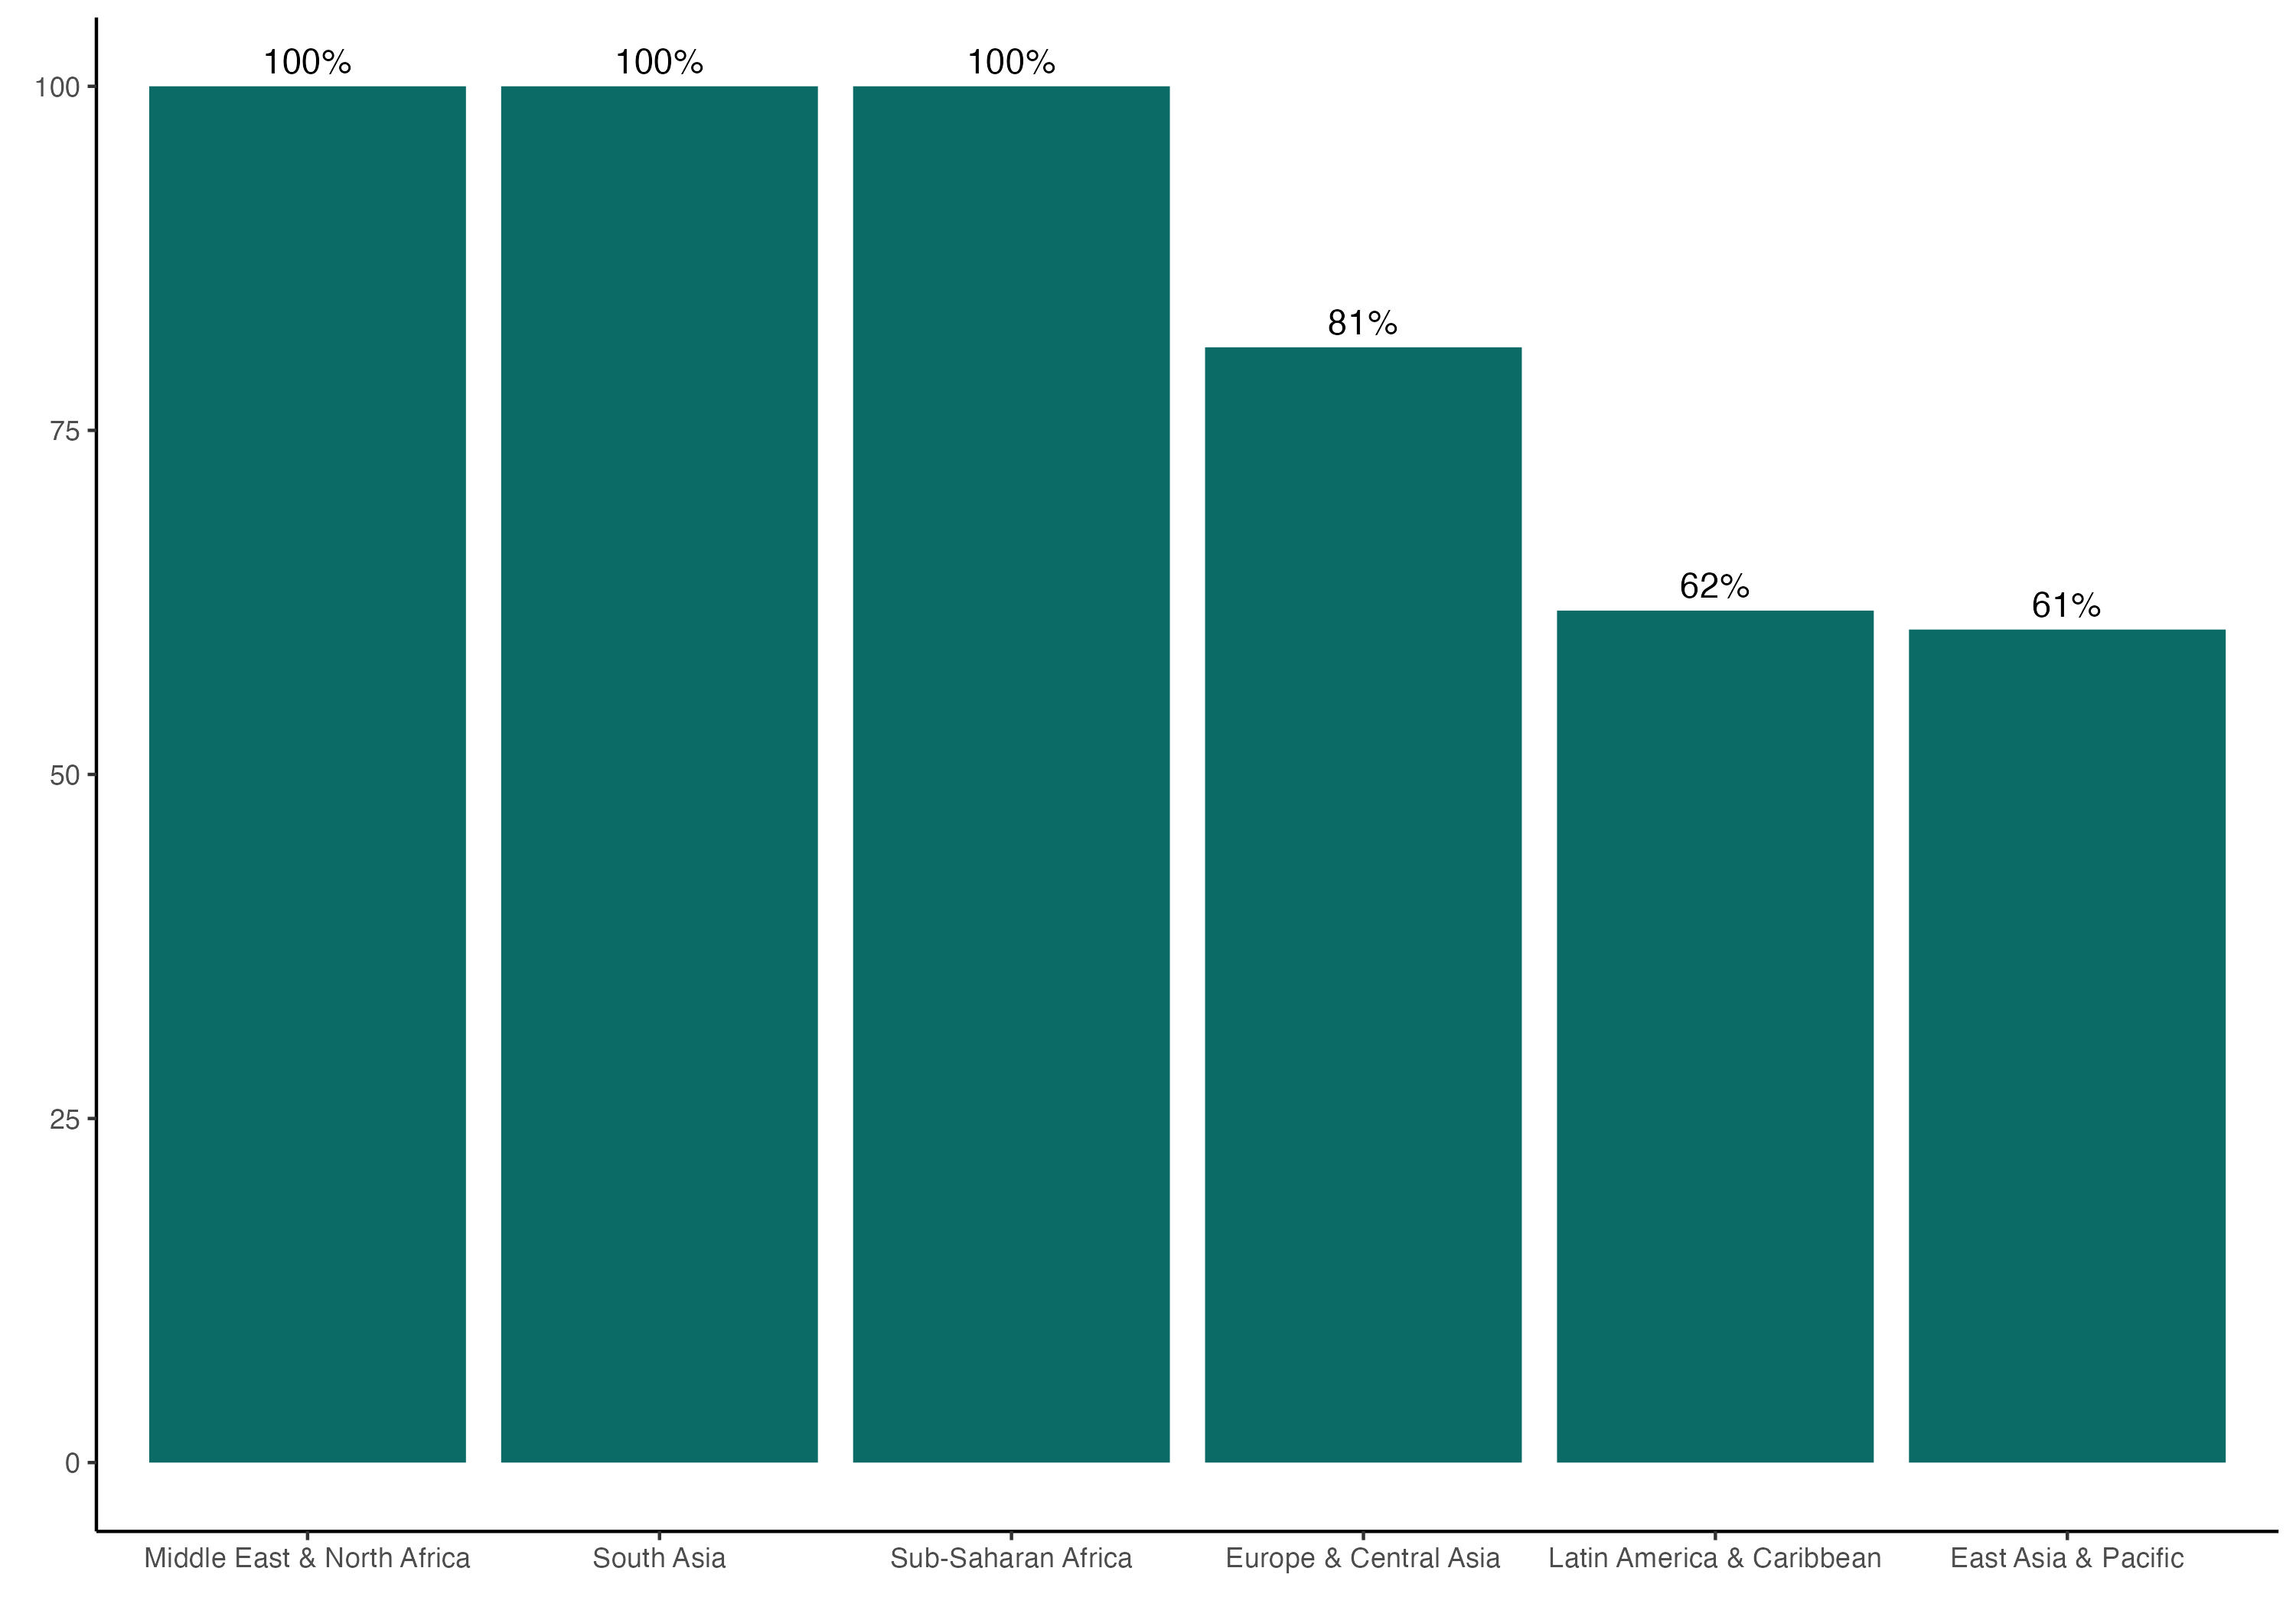 100%
100%
100%
81%
62%
61%
100
75
50
25
0
Middle East & North Africa
South Asia
Sub-Saharan Africa
Europe & Central Asia
Latin America & Caribbean
East Asia & Pacific